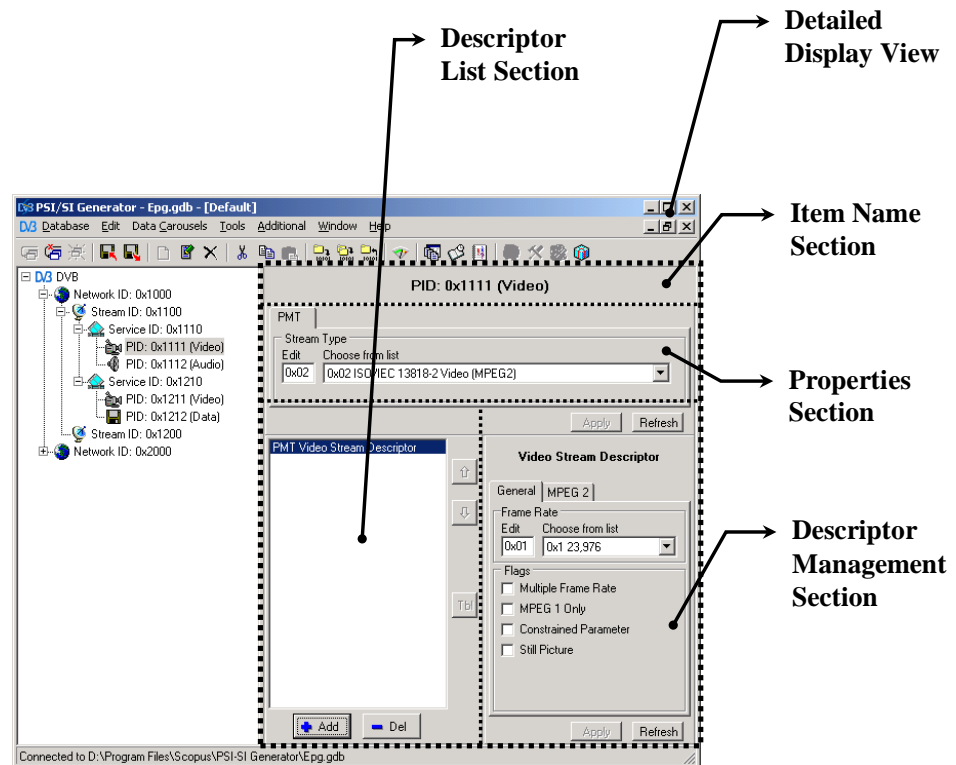 Descriptor
List Section
Detailed
Display View
Item Name
Section
Properties
Section
Descriptor
Management
Section
PSI/SI Generator - Epg.gdb - [Default]
DVB Database Edit Data Carousels Tools Additional Window Help
DVB DVB
Network ID: 0x1000
Stream ID: 0x1100
Service ID: 0x1110
PID: 0x1111 (Video)
PID: 0x1112 (Audio)
Service ID: 0x1210
PID: 0x1211 (Video)
PID: 0x1212 (Data)
Stream ID: 0x1200
Network ID: 0x2000
PID: 0x1111 (Video)
PMT
Stream Type
Edit Choose from list
0x02 0x02 ISO/IEC 13818-2 Video (MPEG2)
Apply Refresh
PMT Video Stream Descriptor
Tbl
Add Del
Video Stream Descriptor
General MPEG 2
Frame Rate
Edit Choose from list
0x01 0x1 23,976
Flags
Multiple Frame Rate
MPEG 1 Only
Constrained Parameter
Still Picture
Apply Refresh
Connected to D:\Program Files\Scopus\PSI-SI Generator\Epg.gdb